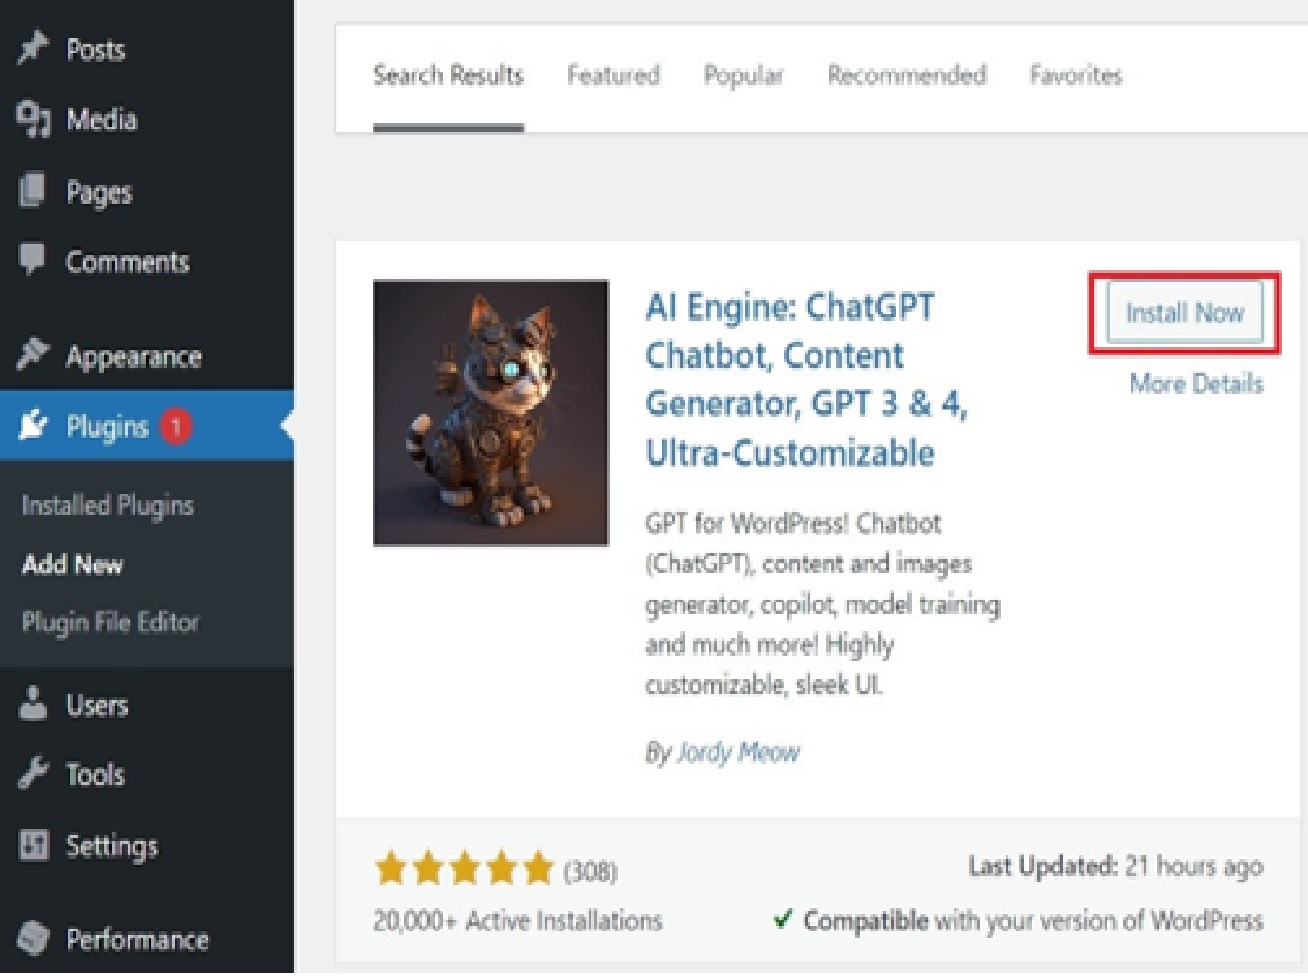 Posts
Media
Pages
Comments
Appearance
Plugins 1
Installed Plugins
Add New
Plugin File Editor
Users
Tools
Settings
Performance
Search Results Featured Popular Recommended Favorites
AI Engine: ChatGPT
Chatbot, Content
Generator, GPT 3 & 4,
Ultra-Customizable
Install Now
More Details
GPT for WordPress! Chatbot
(ChatGPT), content and images
generator, copilot, model training
and much more! Highly
customizable, sleek UI.
By Jordy Meow
(308)
20,000+ Active Installations
Last Updated: 21 hours ago
✔ Compatible with your version of WordPress